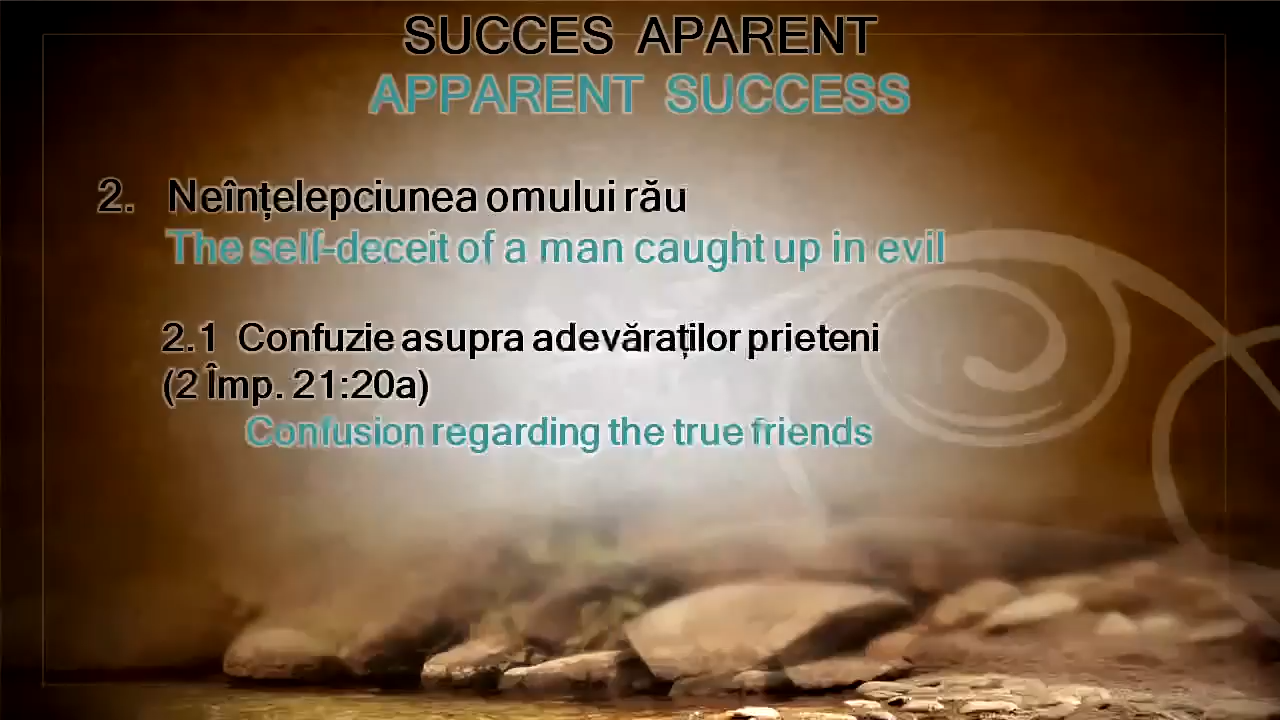 SUCCES APARENT
APPARENT SUCCESS
2. Neînțelepciunea omului rău
The self-deceit of a man caught up in evil
2.1 Confuzie asupra adevăraților prieteni
(2 Împ. 21:20a)
Confusion regarding the true friends